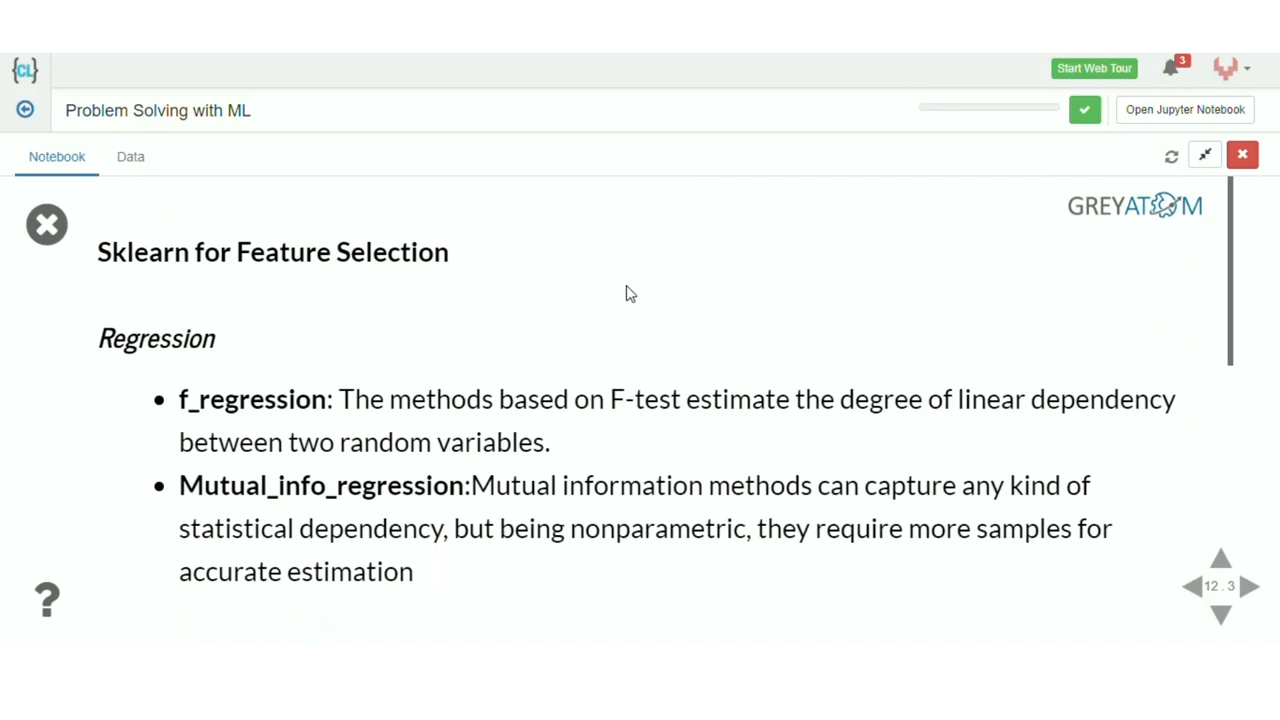 {CL}
Start Web Tour
3
Problem Solving with ML
Open Jupyter Notebook
Notebook
Data
GREYATOM
Sklearn for Feature Selection
Regression
f_regression: The methods based on F-test estimate the degree of linear dependency
between two random variables.
Mutual_info_regression:Mutual information methods can capture any kind of
statistical dependency, but being nonparametric, they require more samples for
accurate estimation
?
12.3